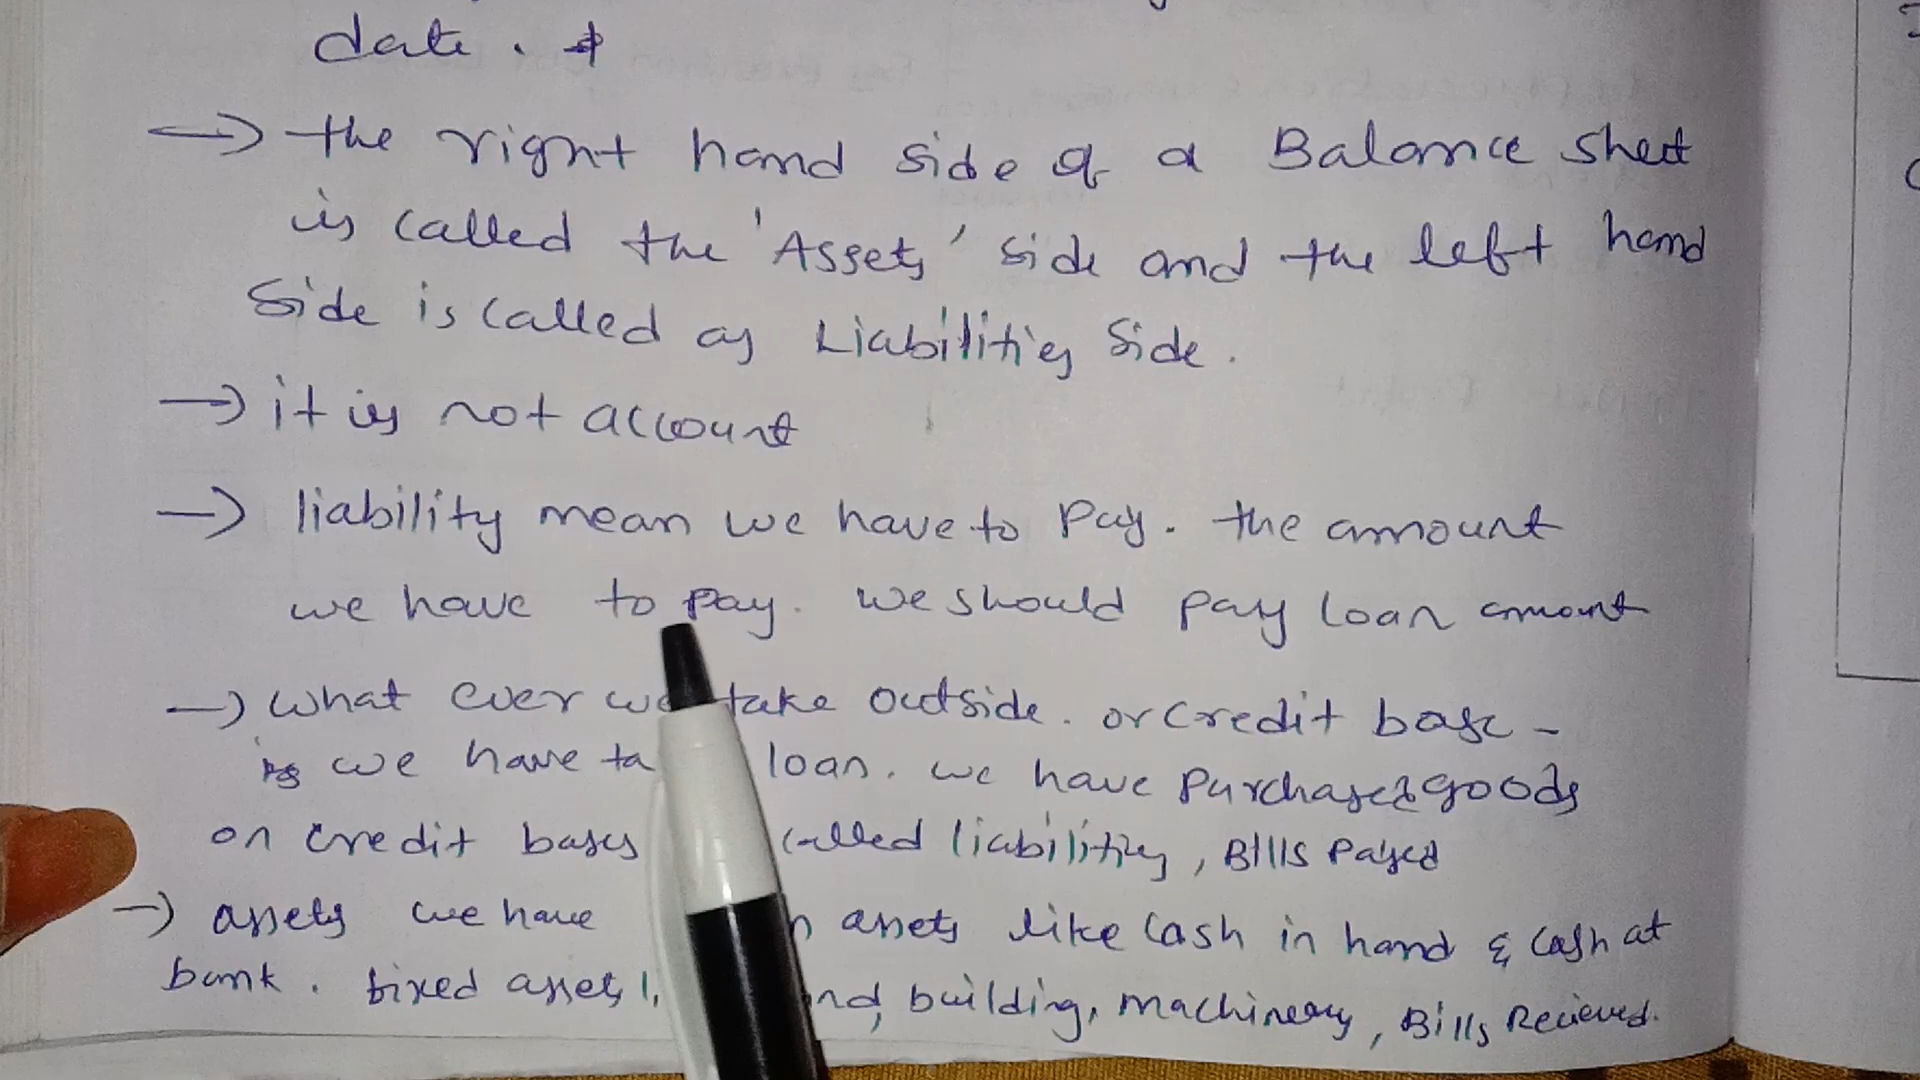 date.
→ the right hand side of a Balance sheet
is called the 'Assets' side and the left hand
Side is called as Liabilities Side.
→ it is not account
→ liability mean we have to pay. the amount
we have to pay. we should pay loan amount
→ what ever we take outside. or credit base -
we have ta loan. we have purchased goods
on credit bases called liabilities, Bills Payed
→ assets we have assets like cash in hand & cash at
bank. fixed assets building, machinery, Bills Recieved.